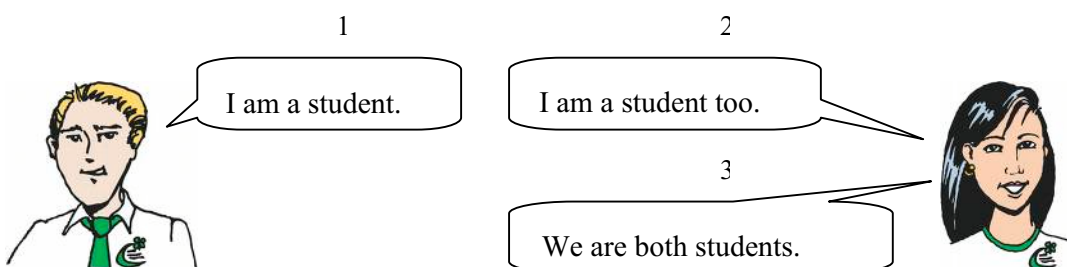 1
I am a student.
2
I am a student too.
3
We are both students.